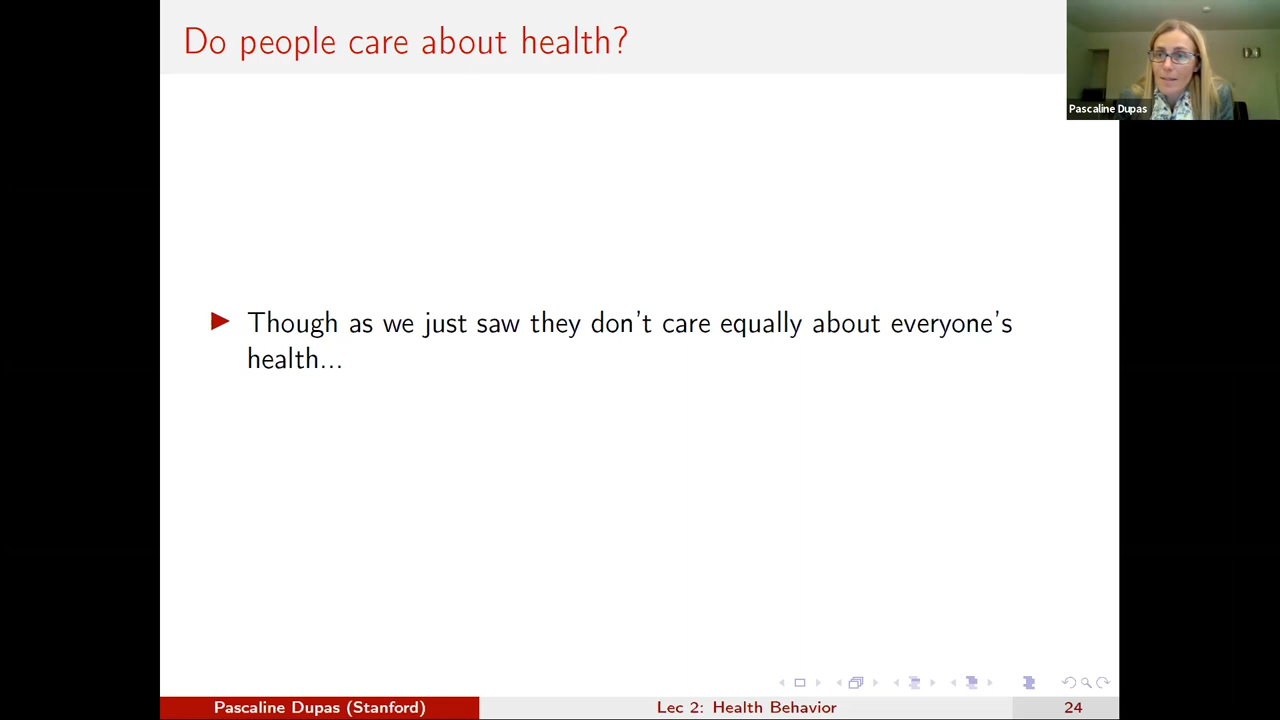 Do people care about health?
Pascaline Dupas
Though as we just saw they don't care equally about everyone's
health...
Pascaline Dupas (Stanford)
Lec 2: Health Behavior
24